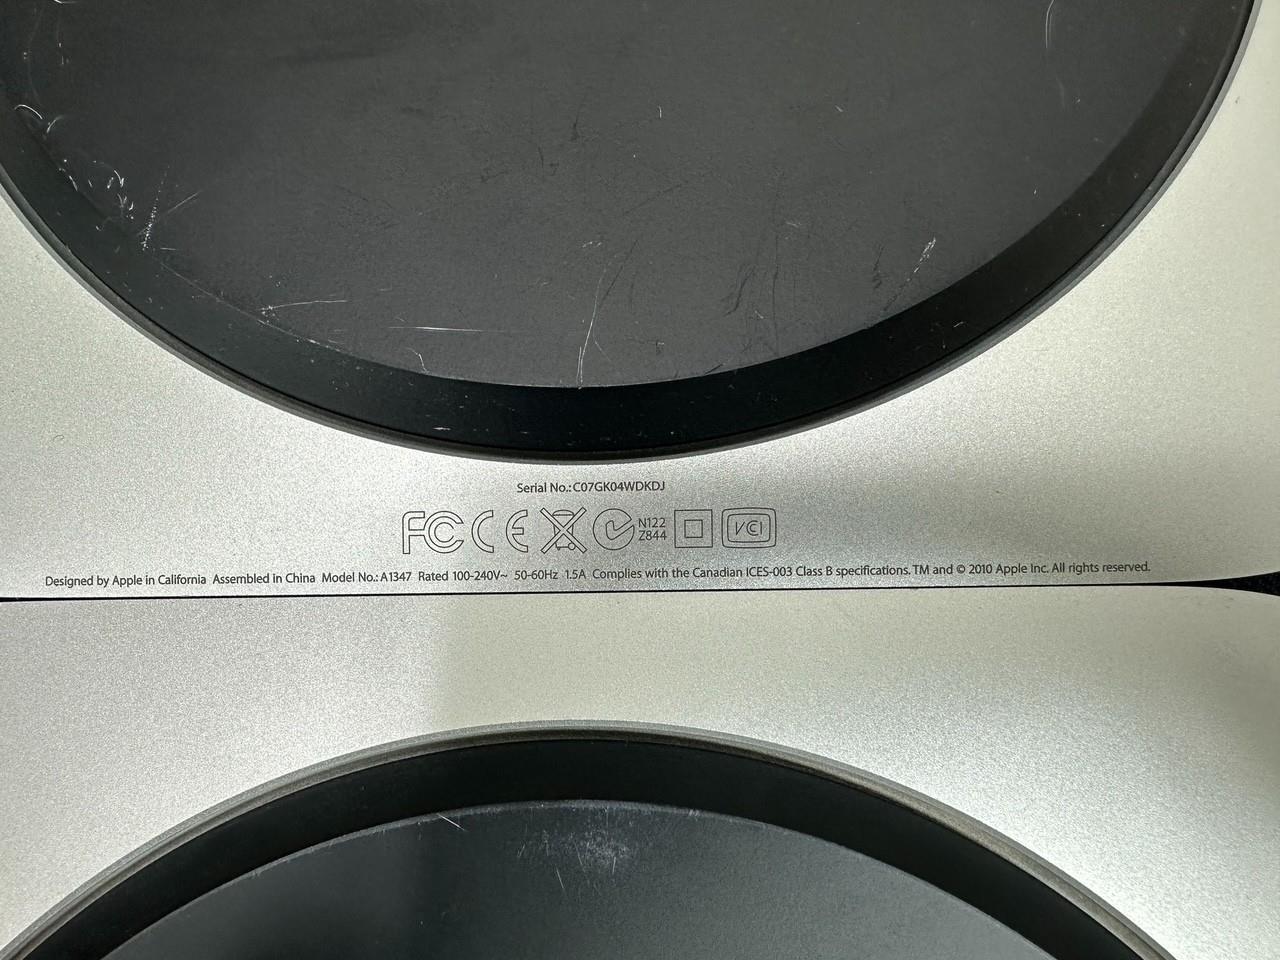 Serial No.: C07GK04WDKDJ
FC CE N122 Z844 VCI
Designed by Apple in California Assembled in China Model No.: A1347 Rated 100-240V~ 50-60Hz 1.5A Complies with the Canadian ICES-003 Class B specifications. TM and © 2010 Apple Inc. All rights reserved.